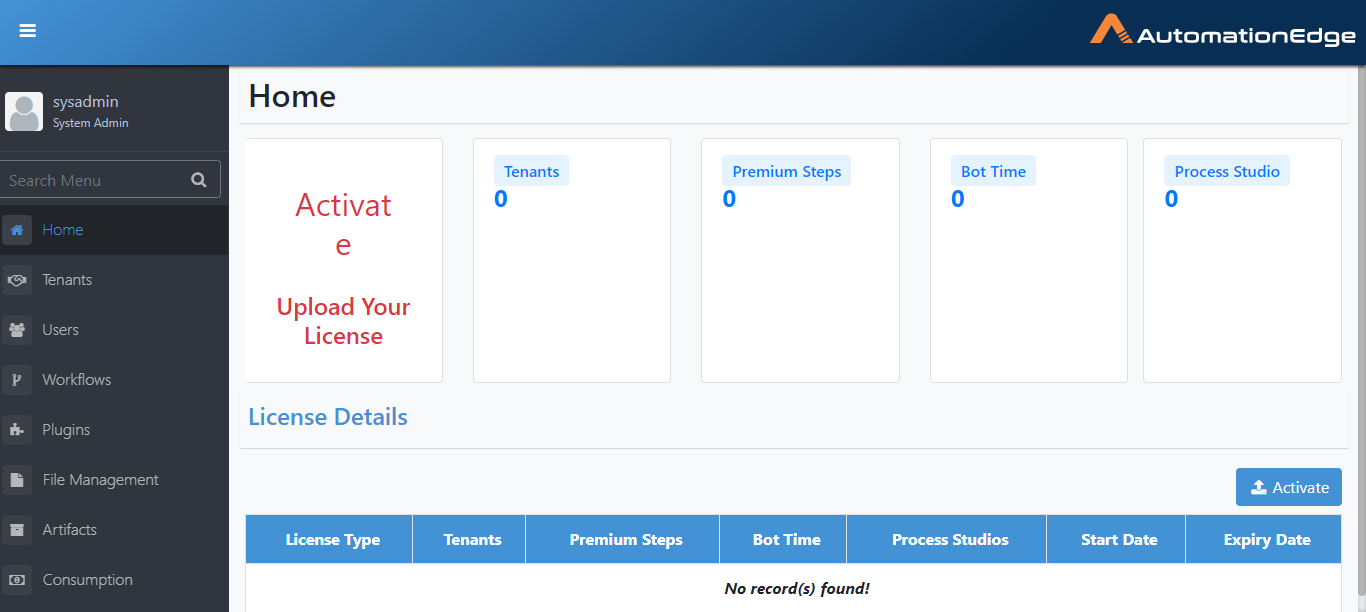 AutomationEdge
sysadmin
System Admin
Search Menu
Home
Tenants
Users
Workflows
Plugins
File Management
Artifacts
Consumption
Home
Activat
e
Upload Your
License
Tenants
0
Premium Steps
0
Bot Time
0
Process Studio
0
License Details
Activate
License Type Tenants Premium Steps Bot Time Process Studios Start Date Expiry Date
No record(s) found!